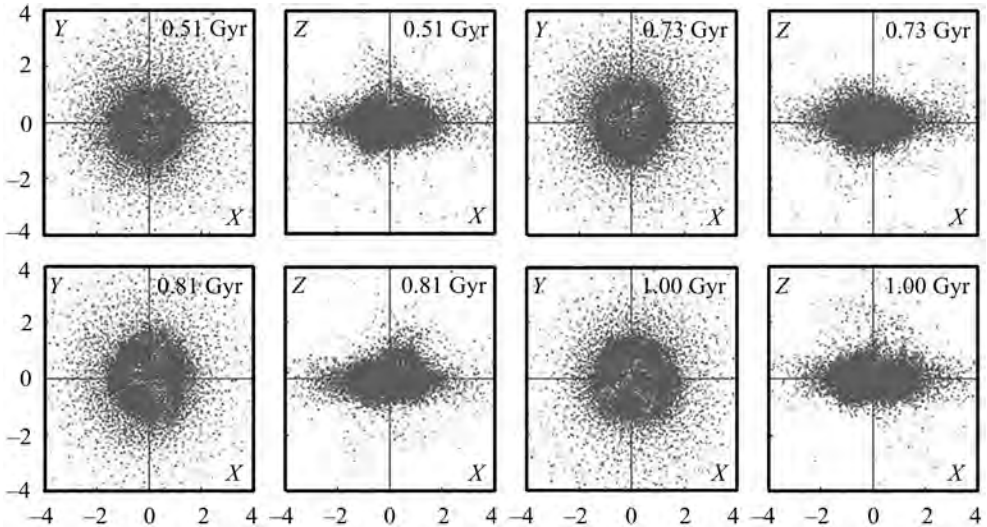 4 Y 0.51 Gyr Z 0.51 Gyr Y 0.73 Gyr Z 0.73 Gyr
2
0
–2
–4 X X X X
4 Y 0.81 Gyr Z 0.81 Gyr Y 1.00 Gyr Z 1.00 Gyr
2
0
–2
–4 X X X X
–4 –2 0 2 4 –2 0 2 4 –4 –2 0 2 4 –2 0 2 4